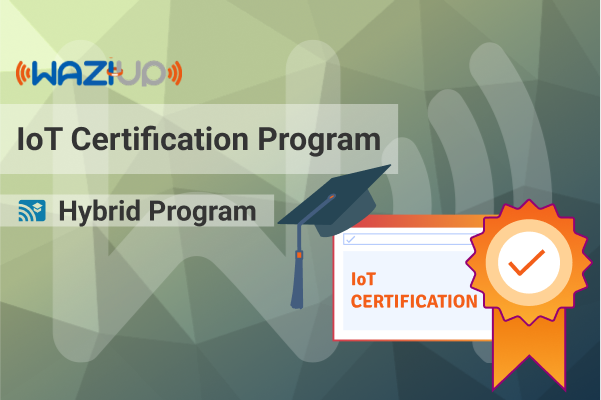 WAZIUP
IoT Certification Program
Hybrid Program
IoT
CERTIFICATION